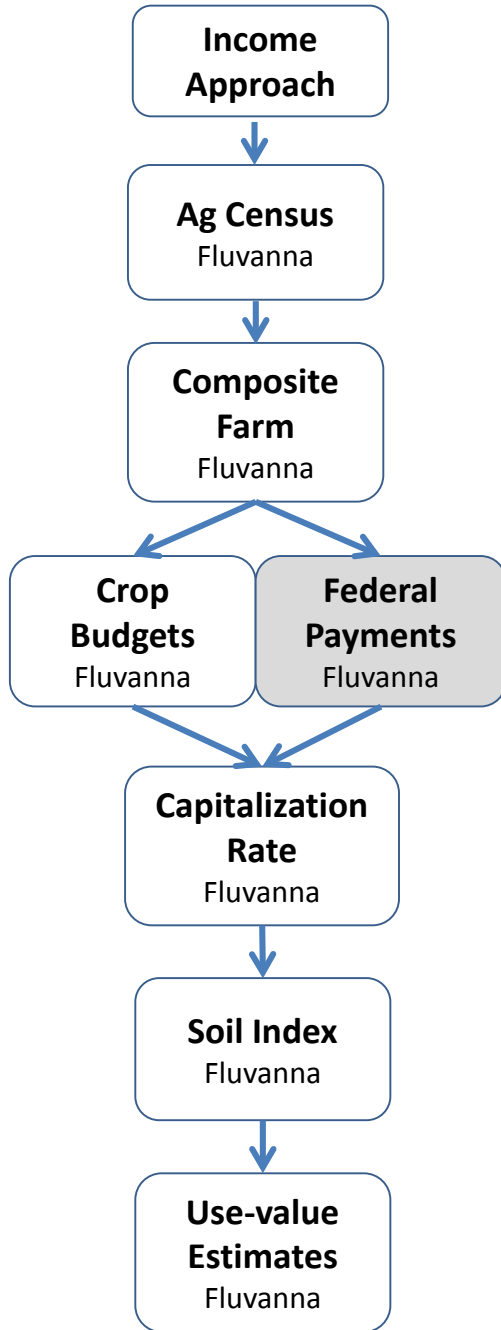 Income
Approach
Ag Census
Fluvanna
Composite
Farm
Fluvanna
Crop
Budgets
Fluvanna
Federal
Payments
Fluvanna
Capitalization
Rate
Fluvanna
Soil Index
Fluvanna
Use-value
Estimates
Fluvanna